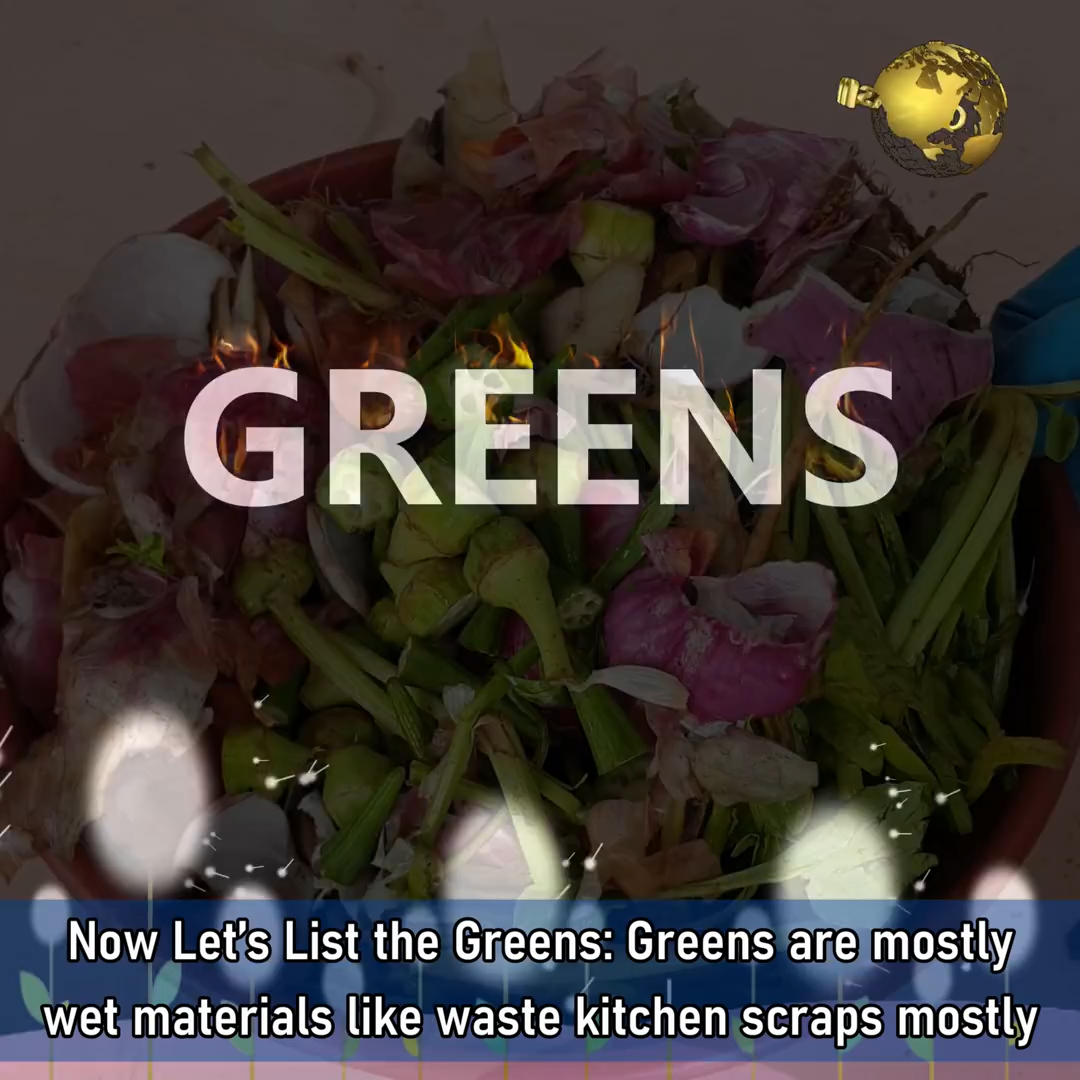 GREENS
Now Let's List the Greens: Greens are mostly
wet materials like waste kitchen scraps mostly